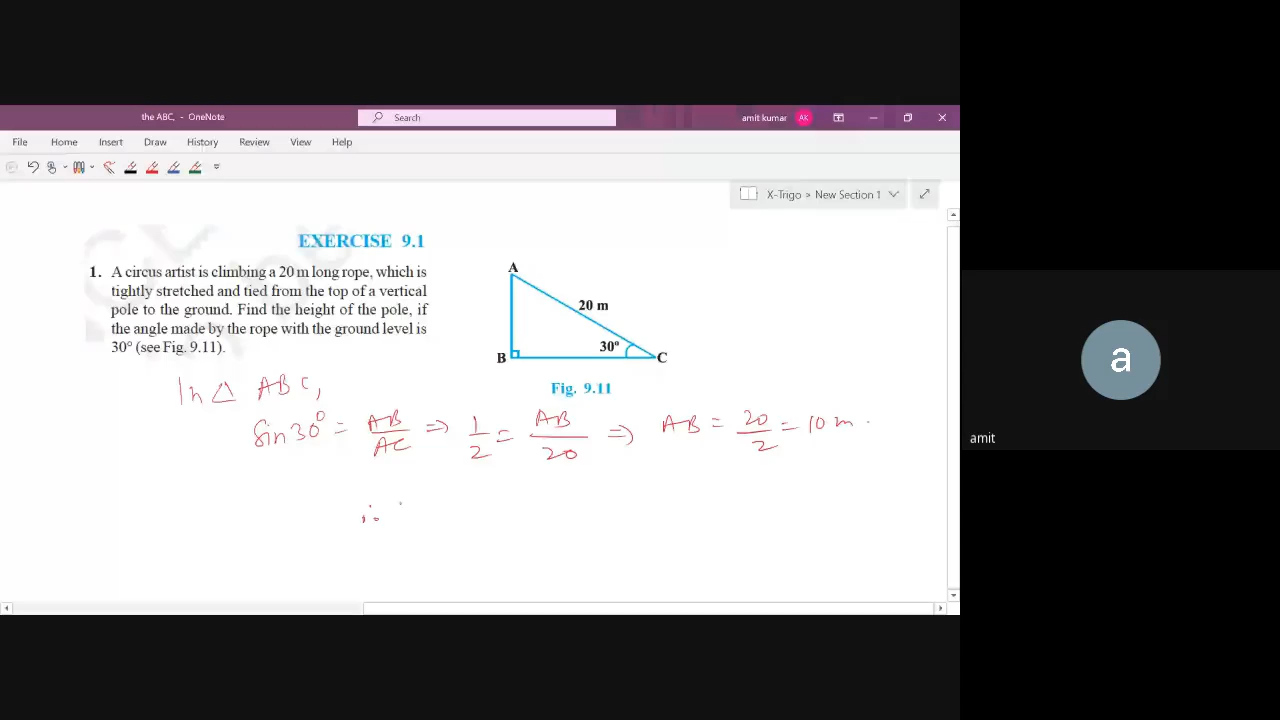 the ABC, - OneNote
Search
amit kumar AK
File Home Insert Draw History Review View Help
X-Trigo > New Section 1
EXERCISE 9.1
1. A circus artist is climbing a 20 m long rope, which is
tightly stretched and tied from the top of a vertical
pole to the ground. Find the height of the pole, if
the angle made by the rope with the ground level is
30° (see Fig. 9.11).
A
20 m
30°
B
C
Fig. 9.11
In △ ABC,
Sin30° = AB/AC ⇒ 1/2 = AB/20 ⇒ AB = 20/2 = 10 m.
∴
a
amit